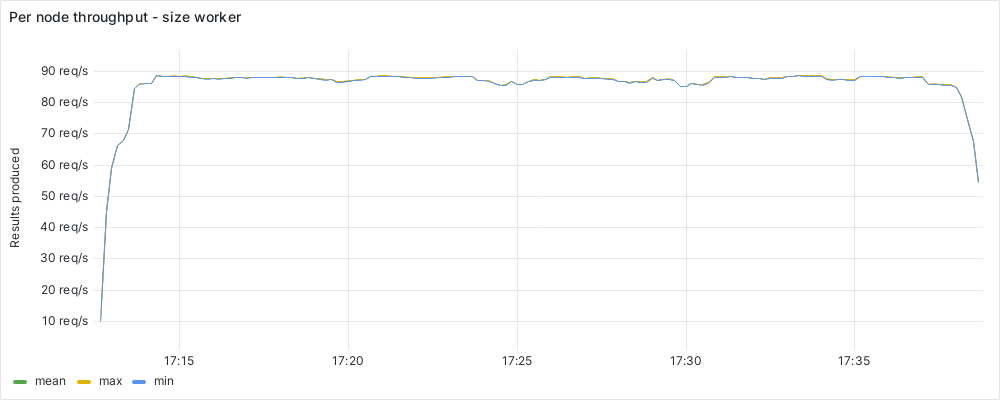 Per node throughput - size worker
Results produced
90 req/s
80 req/s
70 req/s
60 req/s
50 req/s
40 req/s
30 req/s
20 req/s
10 req/s
17:15 17:20 17:25 17:30 17:35
mean max min